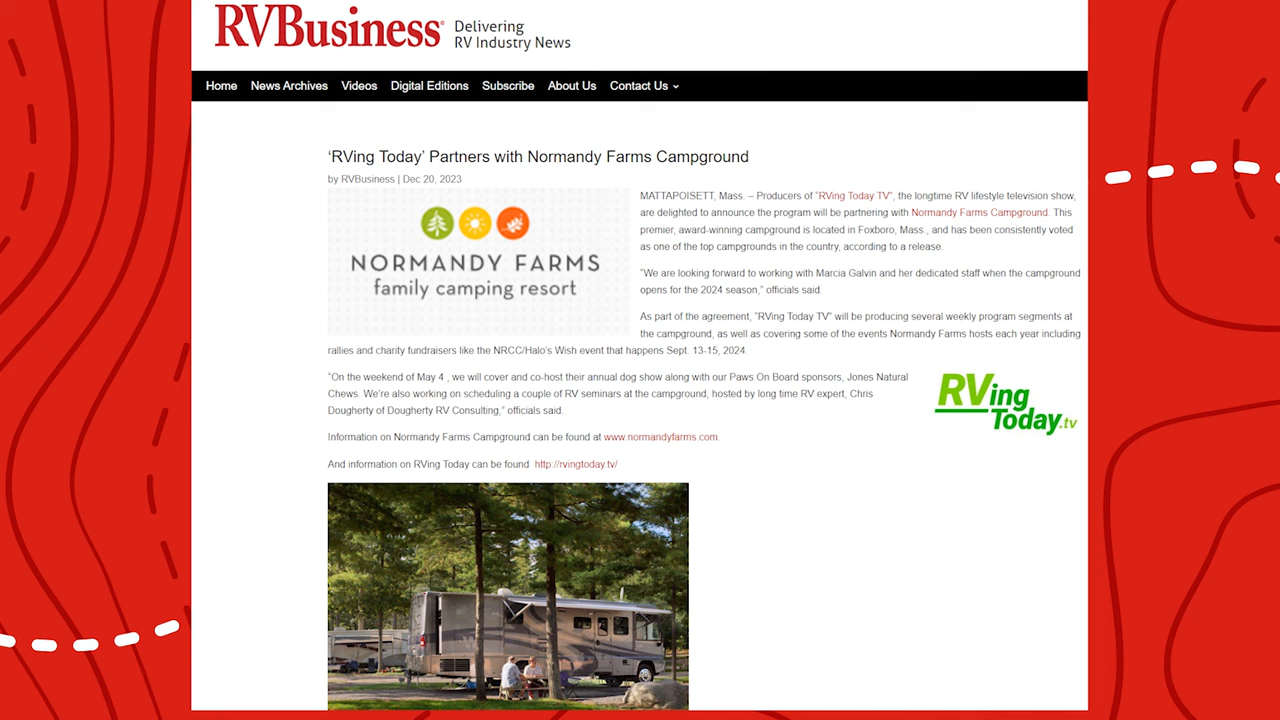 RVBusiness®
Delivering
RV Industry News
Home News Archives Videos Digital Editions Subscribe About Us Contact Us
‘RVing Today’ Partners with Normandy Farms Campground
by RVBusiness | Dec 20, 2023
NORMANDY FARMS
family camping resort
MATTAPOISETT, Mass. – Producers of “RVing Today TV”, the longtime RV lifestyle television show,
are delighted to announce the program will be partnering with Normandy Farms Campground. This
premier, award-winning campground is located in Foxboro, Mass., and has been consistently voted
as one of the top campgrounds in the country, according to a release.
“We are looking forward to working with Marcia Galvin and her dedicated staff when the campground
opens for the 2024 season,” officials said.
As part of the agreement, “RVing Today TV” will be producing several weekly program segments at
the campground, as well as covering some of the events Normandy Farms hosts each year including
rallies and charity fundraisers like the NRCC/Halo’s Wish event that happens Sept. 13-15, 2024.
“On the weekend of May 4 , we will cover and co-host their annual dog show along with our Paws On Board sponsors, Jones Natural
Chews. We’re also working on scheduling a couple of RV seminars at the campground, hosted by long time RV expert, Chris
Dougherty of Dougherty RV Consulting,” officials said.
RVing
Today.tv
Information on Normandy Farms Campground can be found at www.normandyfarms.com.
And information on RVing Today can be found http://rvingtoday.tv/